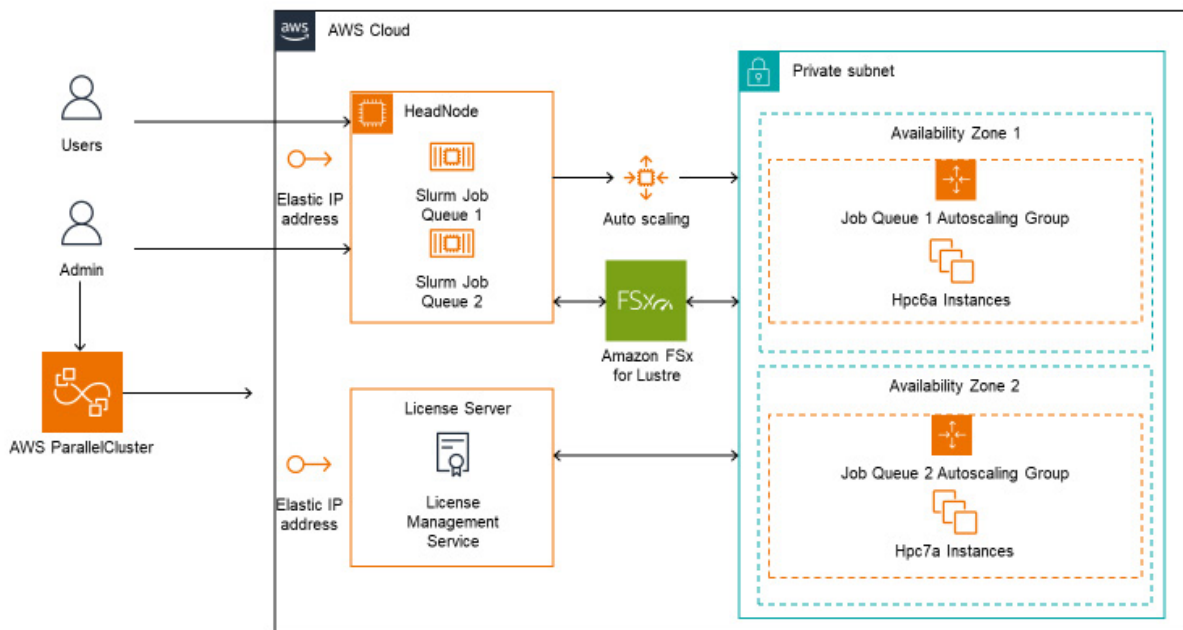 aws
AWS Cloud
Users
Admin
AWS ParallelCluster
Elastic IP
address
HeadNode
Slurm Job
Queue 1
Slurm Job
Queue 2
Auto scaling
FSx
Amazon FSx
for Lustre
Elastic IP
address
License Server
License
Management
Service
Private subnet
Availability Zone 1
Job Queue 1 Autoscaling Group
Hpc6a Instances
Availability Zone 2
Job Queue 2 Autoscaling Group
Hpc7a Instances